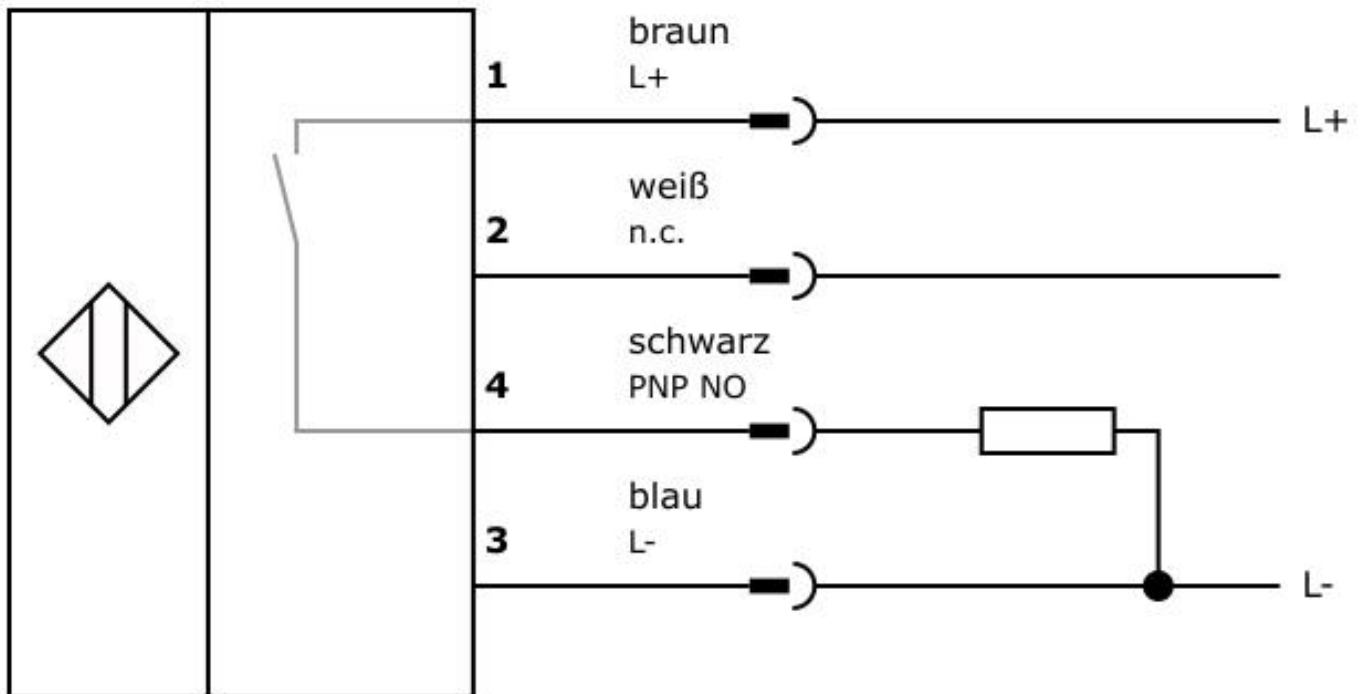 braun
1 L+
L+
weiß
2 n.c.
schwarz
4 PNP NO
blau
3 L-
L-